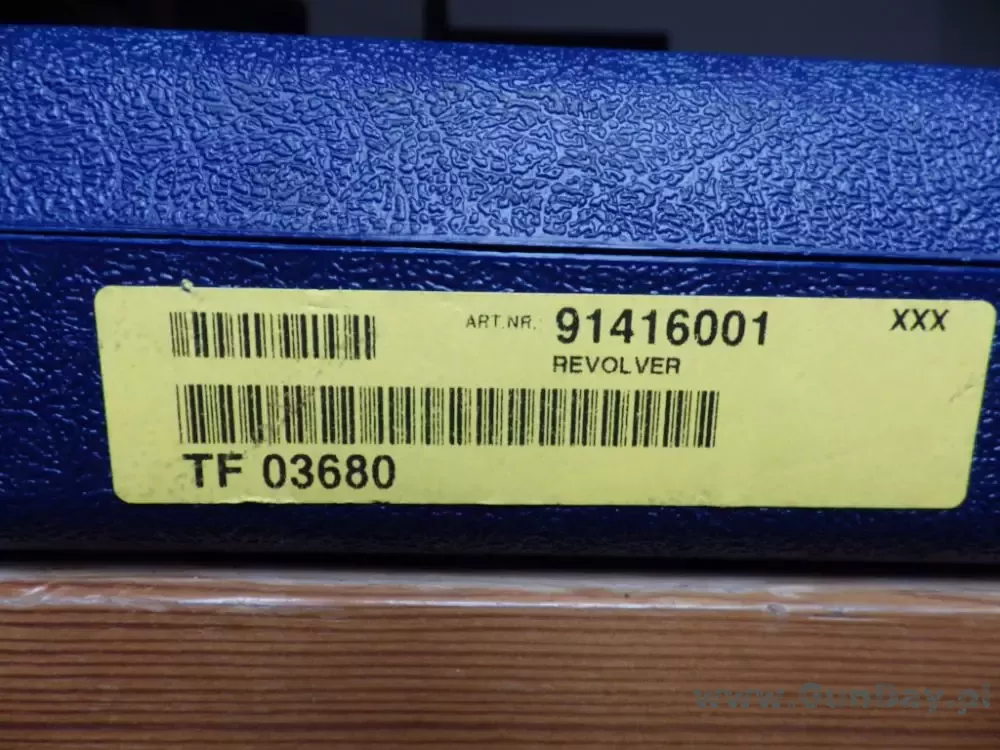 ART.NR. 91416001 XXX
REVOLVER
TF 03680
www.GunDay.pl